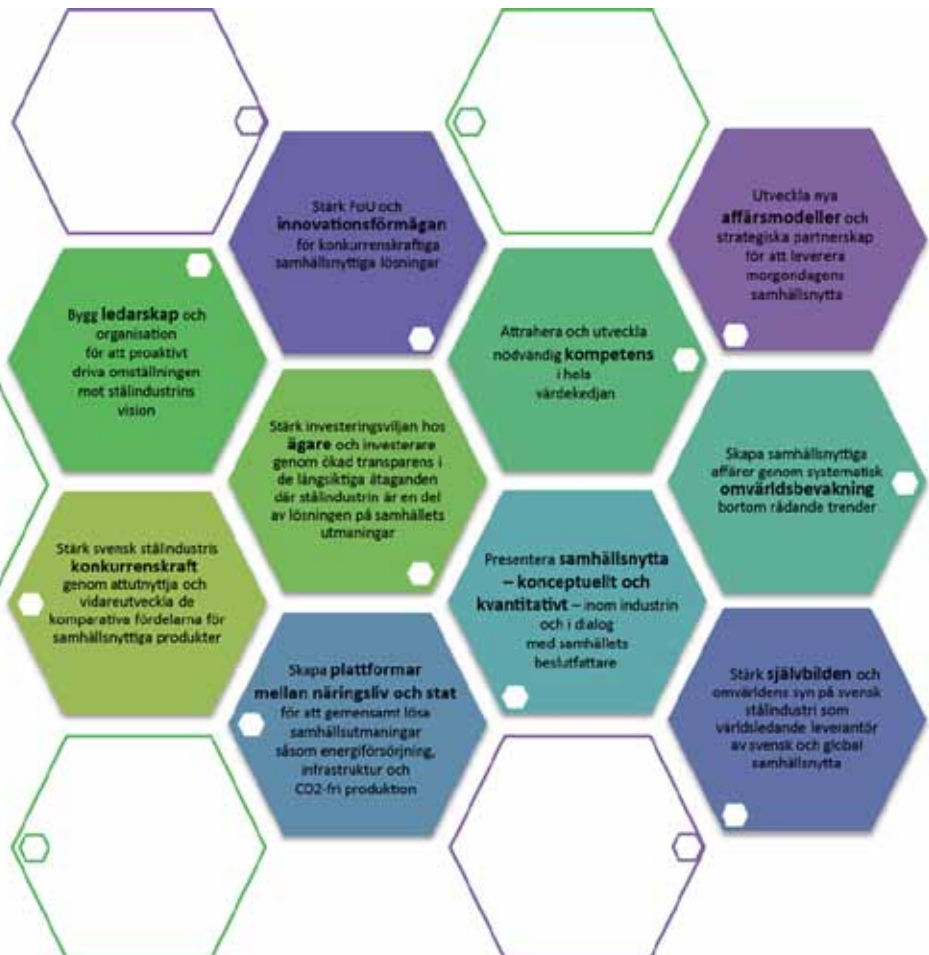 Stärk FoU och
innovationsförmågan
för konkurrenskraftiga
samhällsnyttiga lösningar
Utveckla nya
affärsmodeller och
strategiska partnerskap
för att leverera
morgondagens
samhällsnytta
Bygg ledarskap och
organisation
för att proaktivt
driva omställningen
mot stålindustrins
vision
Attrahera och utveckla
nödvändig kompetens
i hela
värdekedjan
Stärk investeringsviljan hos
ägare och investerare
genom ökad transparens i
de långsiktiga åtaganden
där stålindustrin är en del
av lösningen på samhällets
utmaningar
Skapa samhällsnyttiga
affärer genom systematisk
omvärldsbevakning
bortom rådande trender
Stärk svensk stålindustris
konkurrenskraft
genom attutnyttja och
vidareutveckla de
komparativa fördelarna för
samhällsnyttiga produkter
Presentera samhällsnytta
– konceptuellt och
kvantitativt – inom industrin
och i dialog
med samhällets
beslutfattare
Skapa plattformar
mellan näringsliv och stat
för att gemensamt lösa
samhällsutmaningar
såsom energiförsörjning,
infrastruktur och
CO2-fri produktion
Stärk självbilden och
omvärldens syn på svensk
stålindustri som
världsledande leverantör
av svensk och global
samhällsnytta